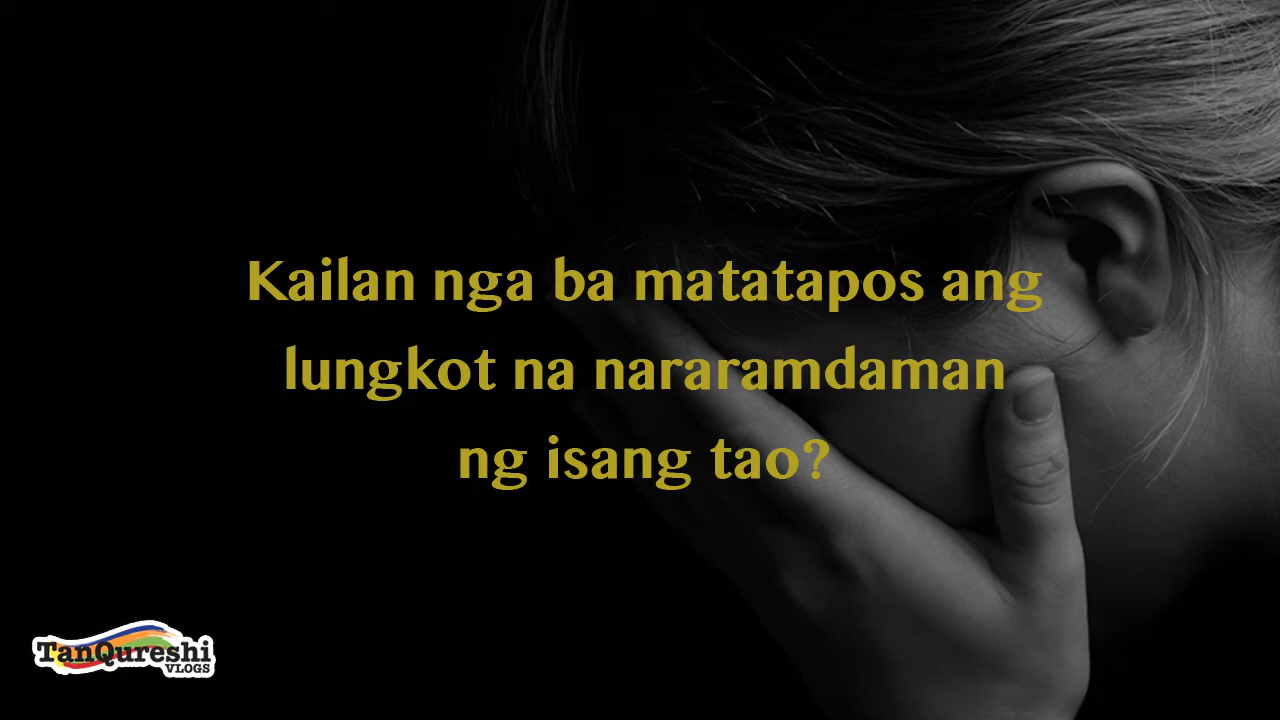 Kailan nga ba matatapos ang
lungkot na nararamdaman
ng isang tao?
TanQureshi
VLOGS